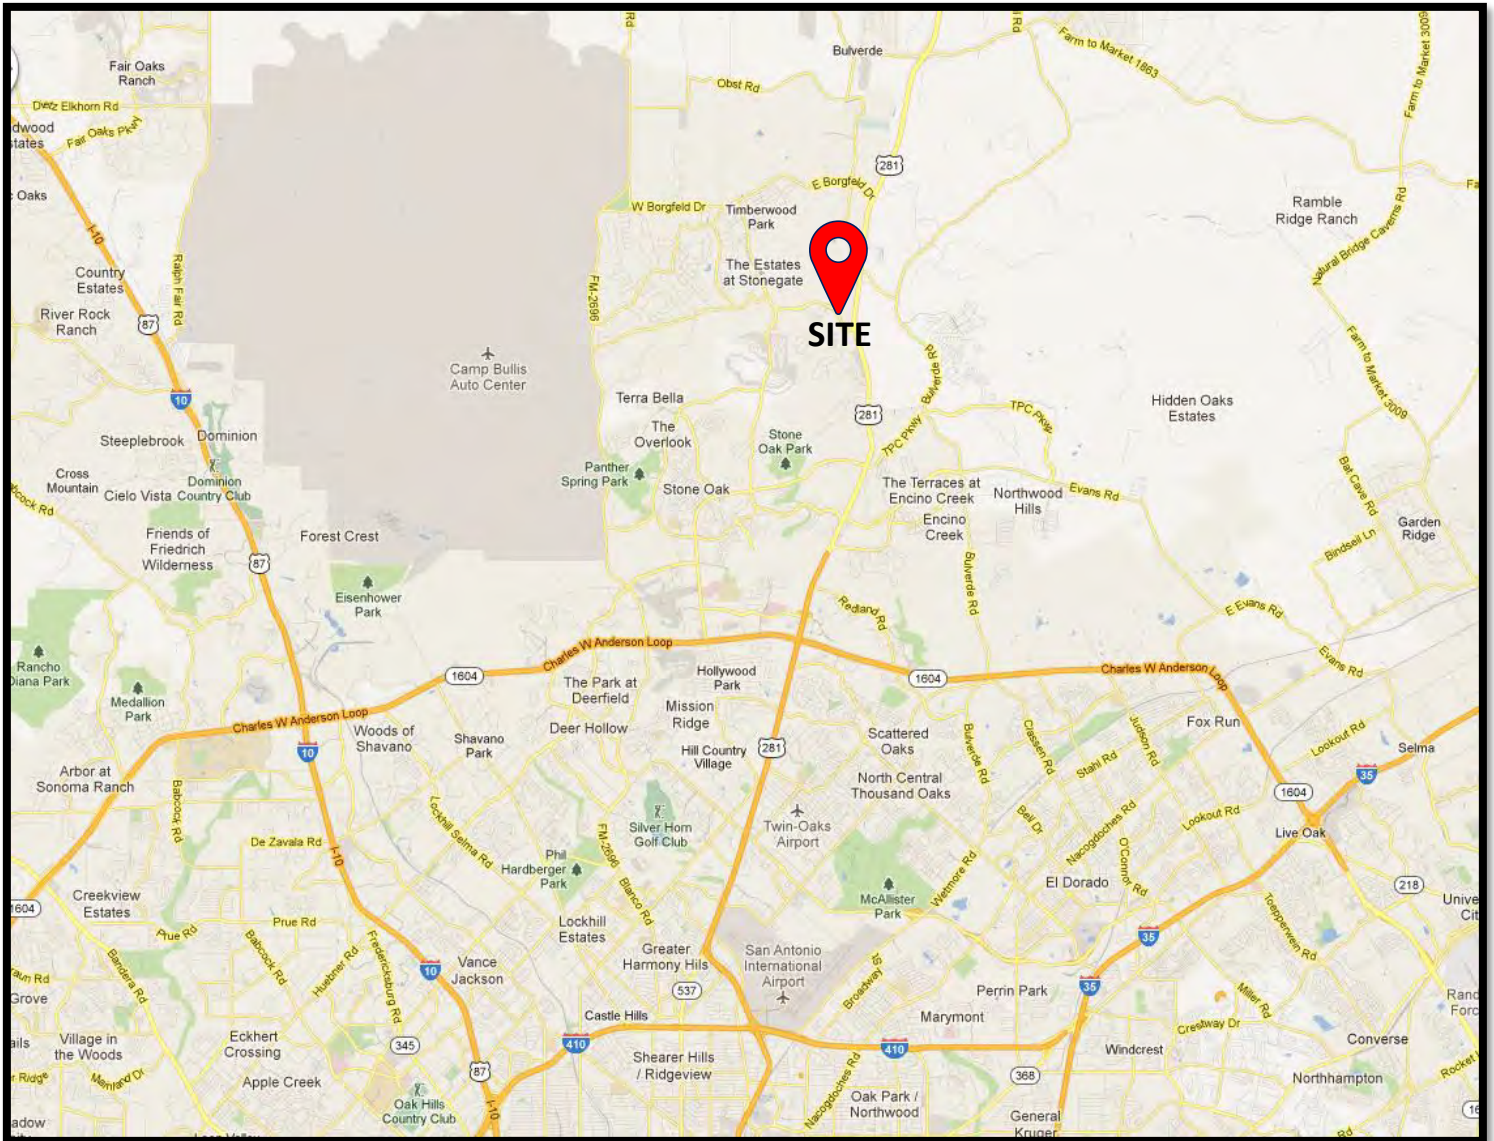 Rd
Rd
Farm to Market 1863
Farm to Market 3009
Bulverde
Fair Oaks
Ranch
Obst Rd
Dietz Elkhorn Rd
Fair Oaks Pkwy
281
E Borgfeld Dr
Oaks
W Borgfeld Dr
Timberwood
Park
Ramble
Ridge Ranch
Natural Bridge Caverns Rd
I-10
Ralph Fair Rd
Country
Estates
The Estates
at Stonegate
FM-2696
River Rock
Ranch
87
SITE
Farm to Market 3009
Camp Bullis
Auto Center
Bulverde Rd
10
Terra Bella
281
TPC Pkwy
TPC Pkwy
Hidden Oaks
Estates
Steeplebrook
Dominion
The
Overlook
Stone
Oak Park
Cross
Mountain
Cielo Vista
Dominion
Country Club
Panther
Spring Park
Stone Oak
The Terraces at
Encino Creek
Northwood
Hills
Evans Rd
Bat Cave Rd
Encino
Creek
Garden
Ridge
Friends of
Friedrich
Wilderness
Forest Crest
Bindseil Ln
87
Bulverde Rd
Eisenhower
Park
Redland Rd
E Evans Rd
Evans Rd
Charles W Anderson Loop
Charles W Anderson Loop
Rancho
Diana Park
1604
Hollywood
Park
1604
Medallion
Park
The Park at
Deerfield
Mission
Ridge
Charles W Anderson Loop
Woods of
Shavano
Deer Hollow
Shavano
Park
Hill Country
Village
281
Scattered
Oaks
Bulverde Rd
Classen Rd
Judson Rd
Fox Run
Lookout Rd
Selma
10
Stahl Rd
35
Arbor at
Sonoma Ranch
North Central
Thousand Oaks
1604
Babcock Rd
Lockhill Selma Rd
Silver Horn
Golf Club
Twin-Oaks
Airport
Bell Dr
Nacogdoches Rd
Lookout Rd
Live Oak
De Zavala Rd
I-10
FM-2696
Phil
Hardberger
Park
O'Connor Rd
Wetmore Rd
El Dorado
McAllister
Park
218
Creekview
Estates
1604
Blanco Rd
Toepperwein Rd
Prue Rd
Prue Rd
Lockhill
Estates
35
Babcock Rd
Huebner Rd
Fredericksburg Rd
Bandera Rd
Greater
Harmony Hils
San Antonio
International
Airport
10
Vance
Jackson
537
Broadway St
Perrin Park
35
Miller Rd
Grove
Castle Hills
Marymont
Crestway Dr
Village in
the Woods
Eckhert
Crossing
345
410
410
Windcrest
Converse
Shearer Hills
/ Ridgeview
Nacogdoches Rd
Mainland Dr
Apple Creek
87
368
Northhampton
Oak Hills
Country Club
I-10
Oak Park /
Northwood
General
Kruger
Rd